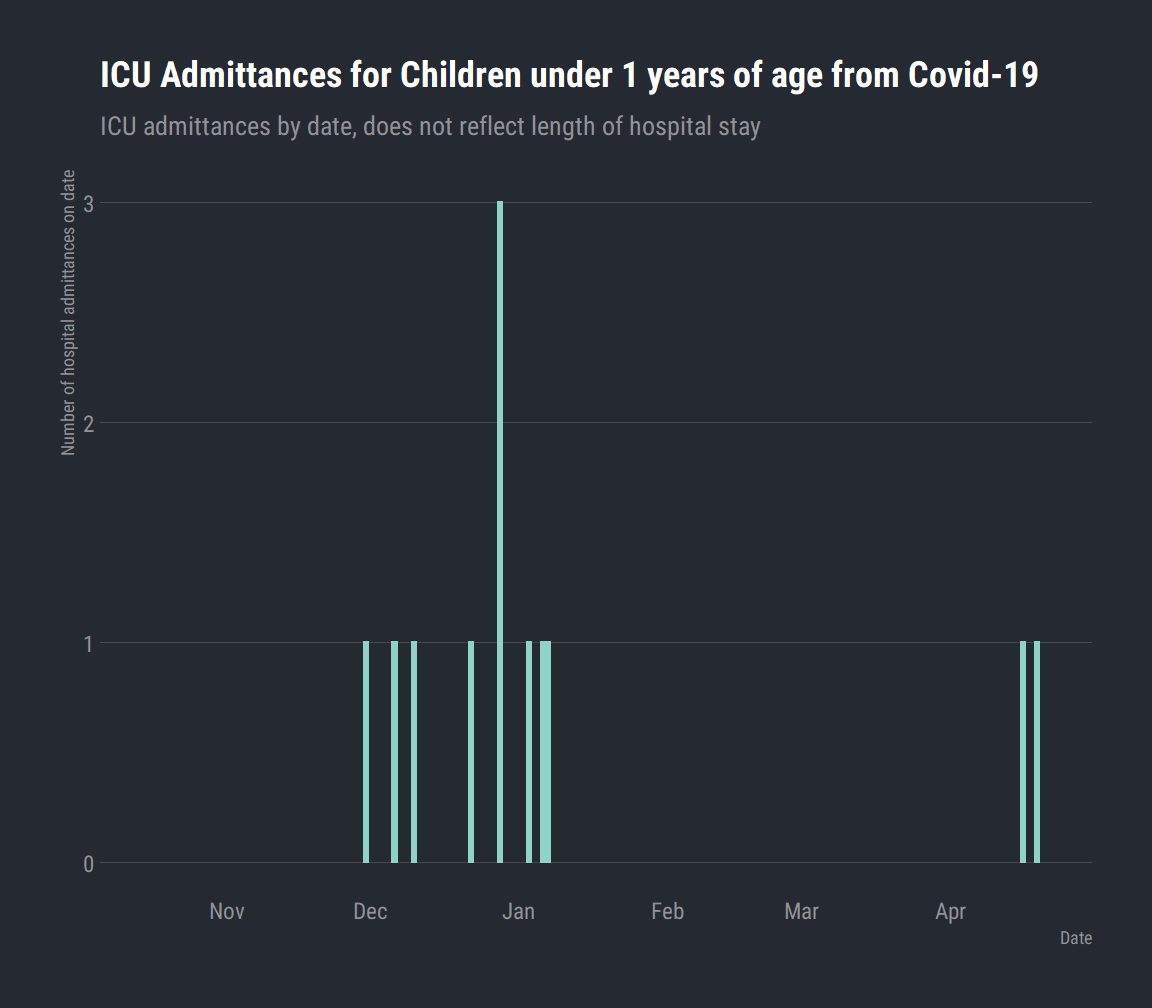 ICU Admittances for Children under 1 years of age from Covid-19
ICU admittances by date, does not reflect length of hospital stay
Number of hospital admittances on date
3
2
1
0
Nov Dec Jan Feb Mar Apr
Date